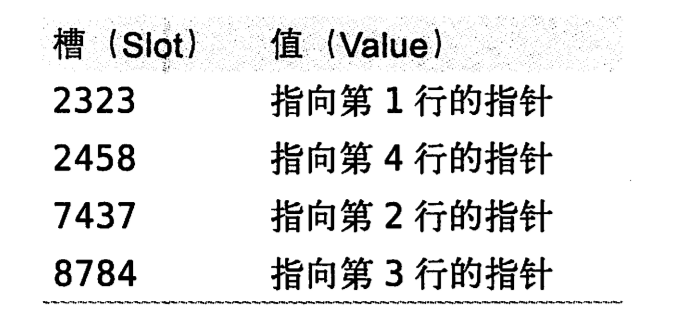 槽（Slot） 值（Value）
2323 指向第 1 行的指针
2458 指向第 4 行的指针
7437 指向第 2 行的指针
8784 指向第 3 行的指针